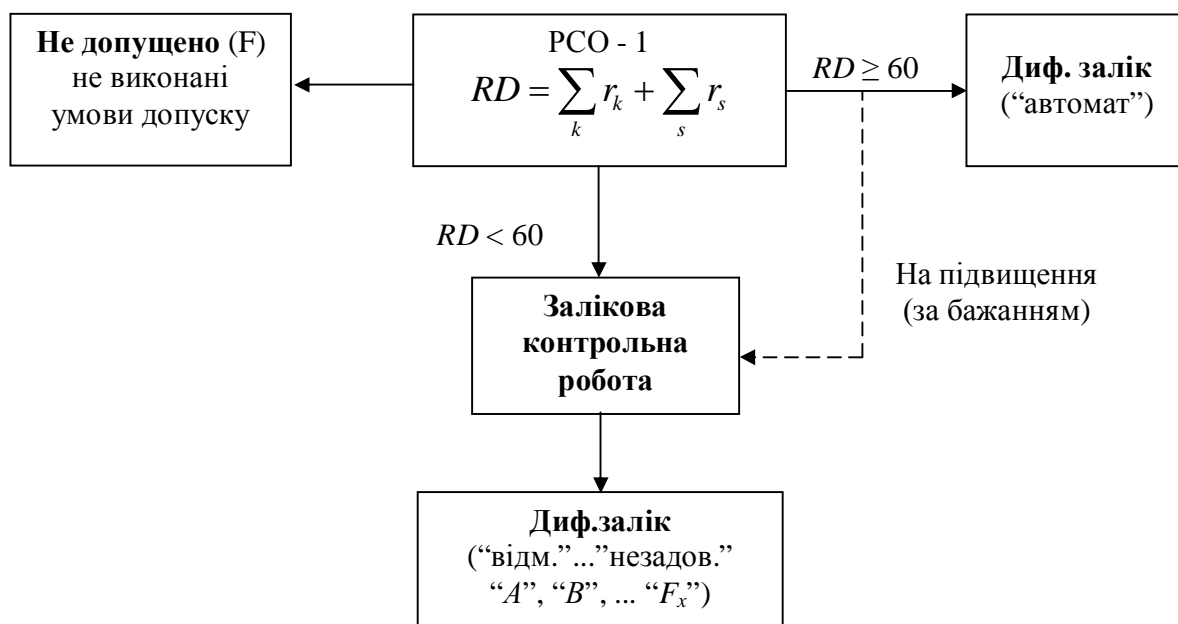 Не допущено (F)
не виконані
умови допуску
РСО - 1
RD = ∑ r_k + ∑ r_s
k s
RD ≥ 60
Диф. залік
(“автомат”)
RD < 60
На підвищення
(за бажанням)
Залікова
контрольна
робота
Диф.залік
(“відм.”...”незадов.”
“A”, “B”, ... “F_x”)